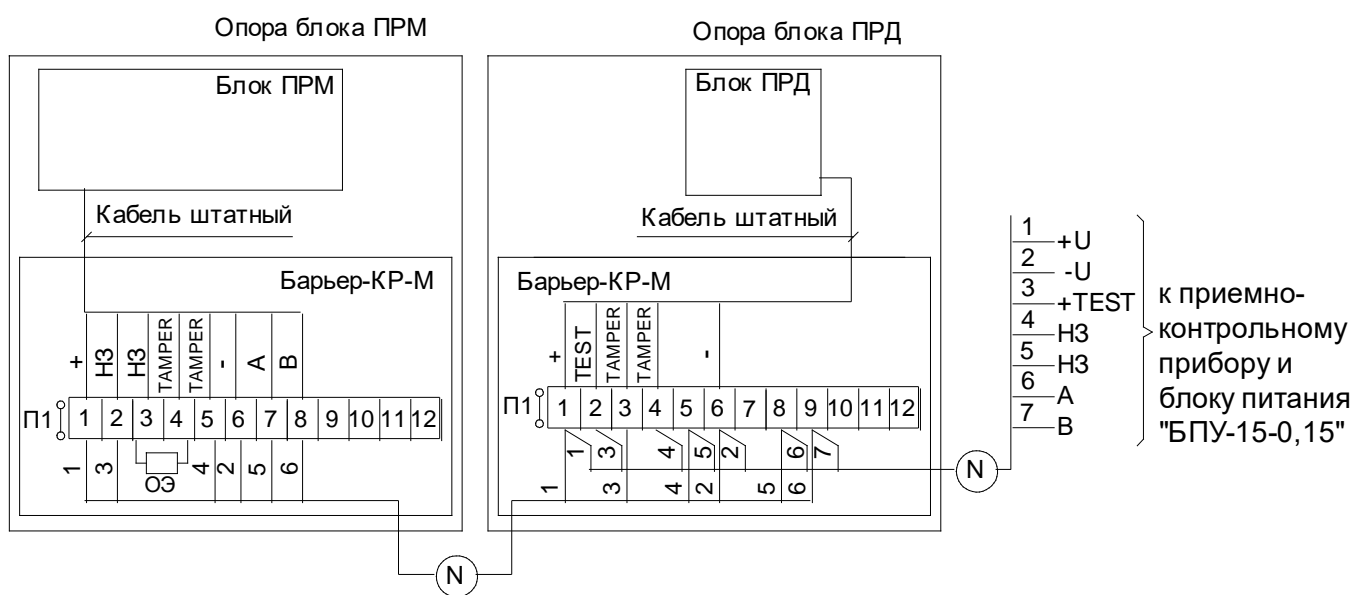 Опора блока ПРМ
Опора блока ПРД
Блок ПРМ
Блок ПРД
Кабель штатный
Кабель штатный
Барьер-КР-М
Барьер-КР-М
+ НЗ НЗ TAMPER TAMPER - A B
+ TEST TAMPER TAMPER -
П1 1 2 3 4 5 6 7 8 9 10 11 12
П1 1 2 3 4 5 6 7 8 9 10 11 12
1 3 ОЭ 4 2 5 6
1 3 4 5 2 6 7
1 3 4 2 5 6
N
N
1 +U
2 -U
3 +TEST
4 НЗ
5 НЗ
6 A
7 B
к приемно-
контрольному
прибору и
блоку питания
"БПУ-15-0,15"